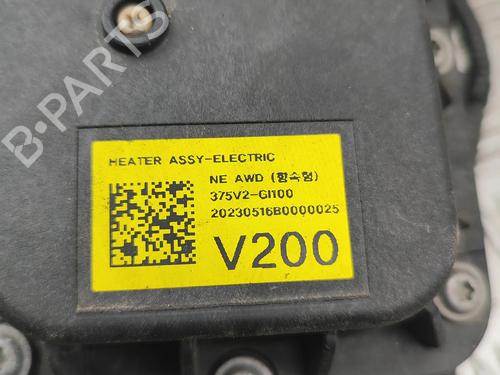 B-PARTS
HEATER ASSY-ELECTRIC
NE AWD (항속형)
375V2-GI100
20230516B0000025
V200